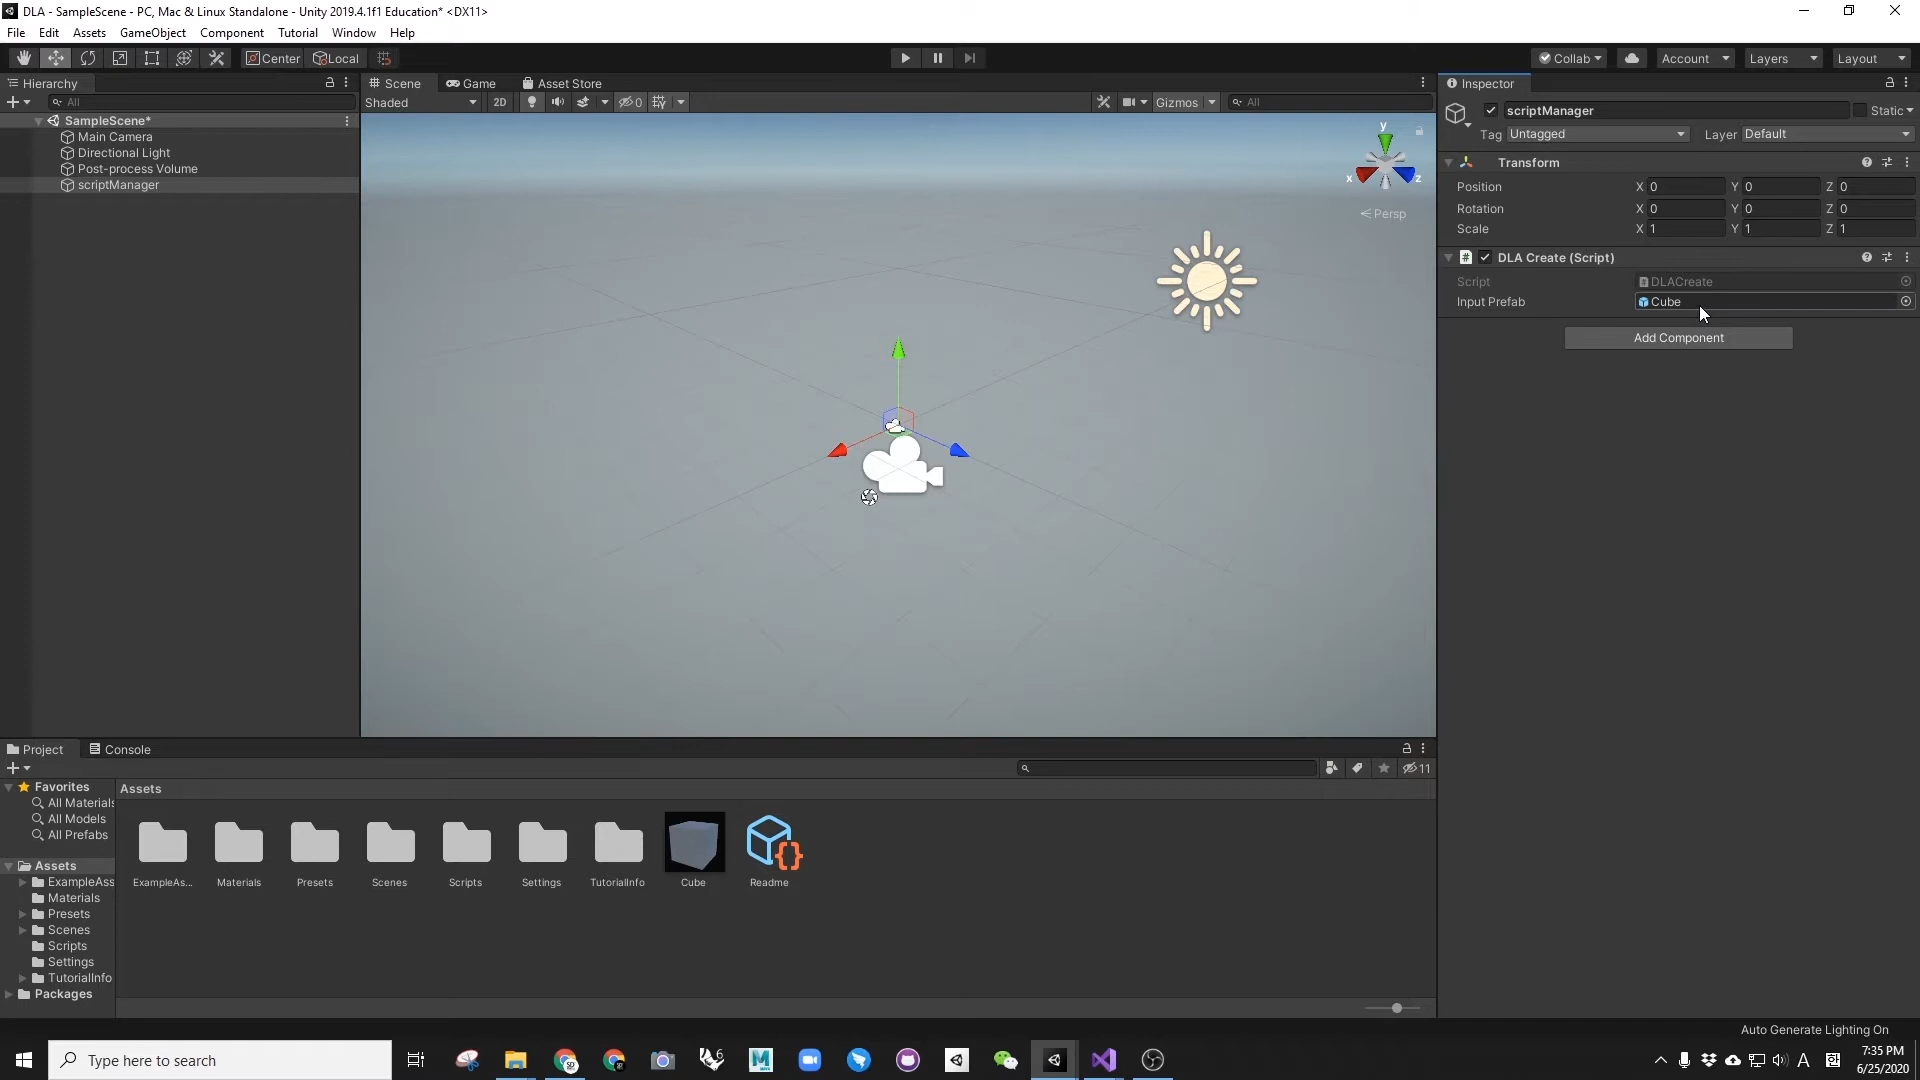 DLA - SampleScene - PC, Mac & Linux Standalone - Unity 2019.4.1f1 Education* <DX11>
File Edit Assets GameObject Component Tutorial Window Help
Center Local Collab Account Layers Layout
Hierarchy Scene Game Asset Store Inspector
All Shaded 2D 0 Gizmos All
SampleScene*
Main Camera
Directional Light
Post-process Volume
scriptManager
y
x z
Persp
scriptManager Static
Tag Untagged Layer Default
Transform
Position X 0 Y 0 Z 0
Rotation X 0 Y 0 Z 0
Scale X 1 Y 1 Z 1
DLA Create (Script)
Script DLACreate
Input Prefab Cube
Add Component
Project Console
11
Favorites
All Materials
All Models
All Prefabs
Assets
ExampleAss
Materials
Presets
Scenes
Scripts
Settings
TutorialInfo
Packages
Assets
ExampleAs... Materials Presets Scenes Scripts Settings TutorialInfo Cube Readme
Auto Generate Lighting On
Type here to search
A
7:35 PM
6/25/2020